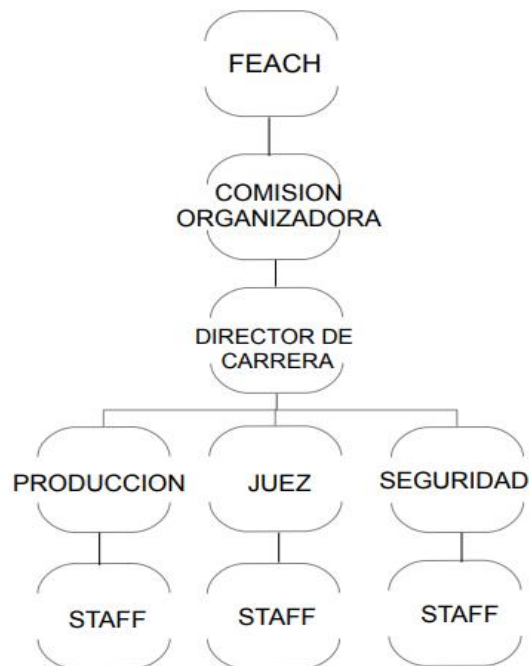 FEACH
COMISION
ORGANIZADORA
DIRECTOR DE
CARRERA
PRODUCCION
JUEZ
SEGURIDAD
STAFF
STAFF
STAFF